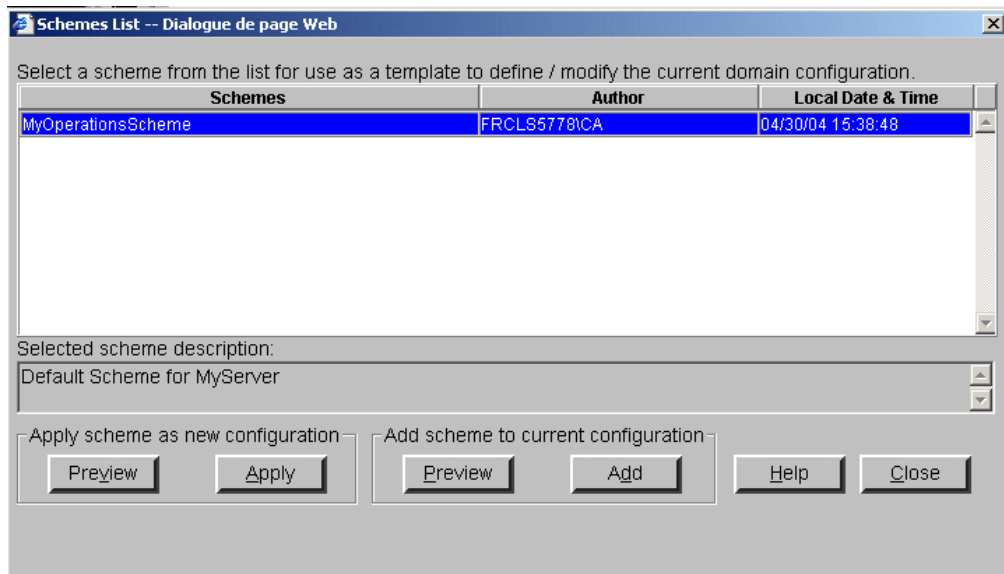 Schemes List -- Dialogue de page Web
Select a scheme from the list for use as a template to define / modify the current domain configuration.
Schemes Author Local Date & Time
MyOperationsScheme FRCLS5778\CA 04/30/04 15:38:48
Selected scheme description:
Default Scheme for MyServer
Apply scheme as new configuration Add scheme to current configuration
Preview Apply Preview Add Help Close